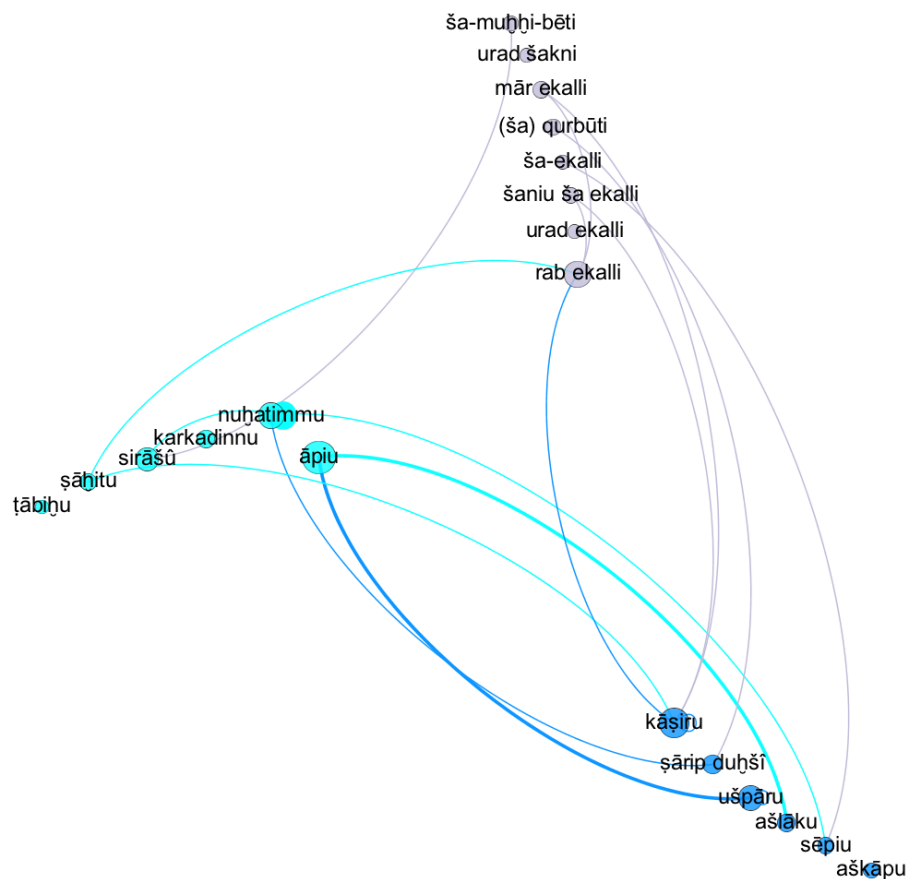 ša-muḫḫi-bēti
urad šakni
mār ekalli
(ša) qurbūti
ša-ekalli
šaniu ša ekalli
urad ekalli
rab ekalli
nuḫatimmu
karkadinnu
sirāšû
ṣāḫitu
ṭābiḫu
āpiu
kāṣiru
ṣārip duḫšî
ušpāru
ašlāku
sēpiu
aškāpu